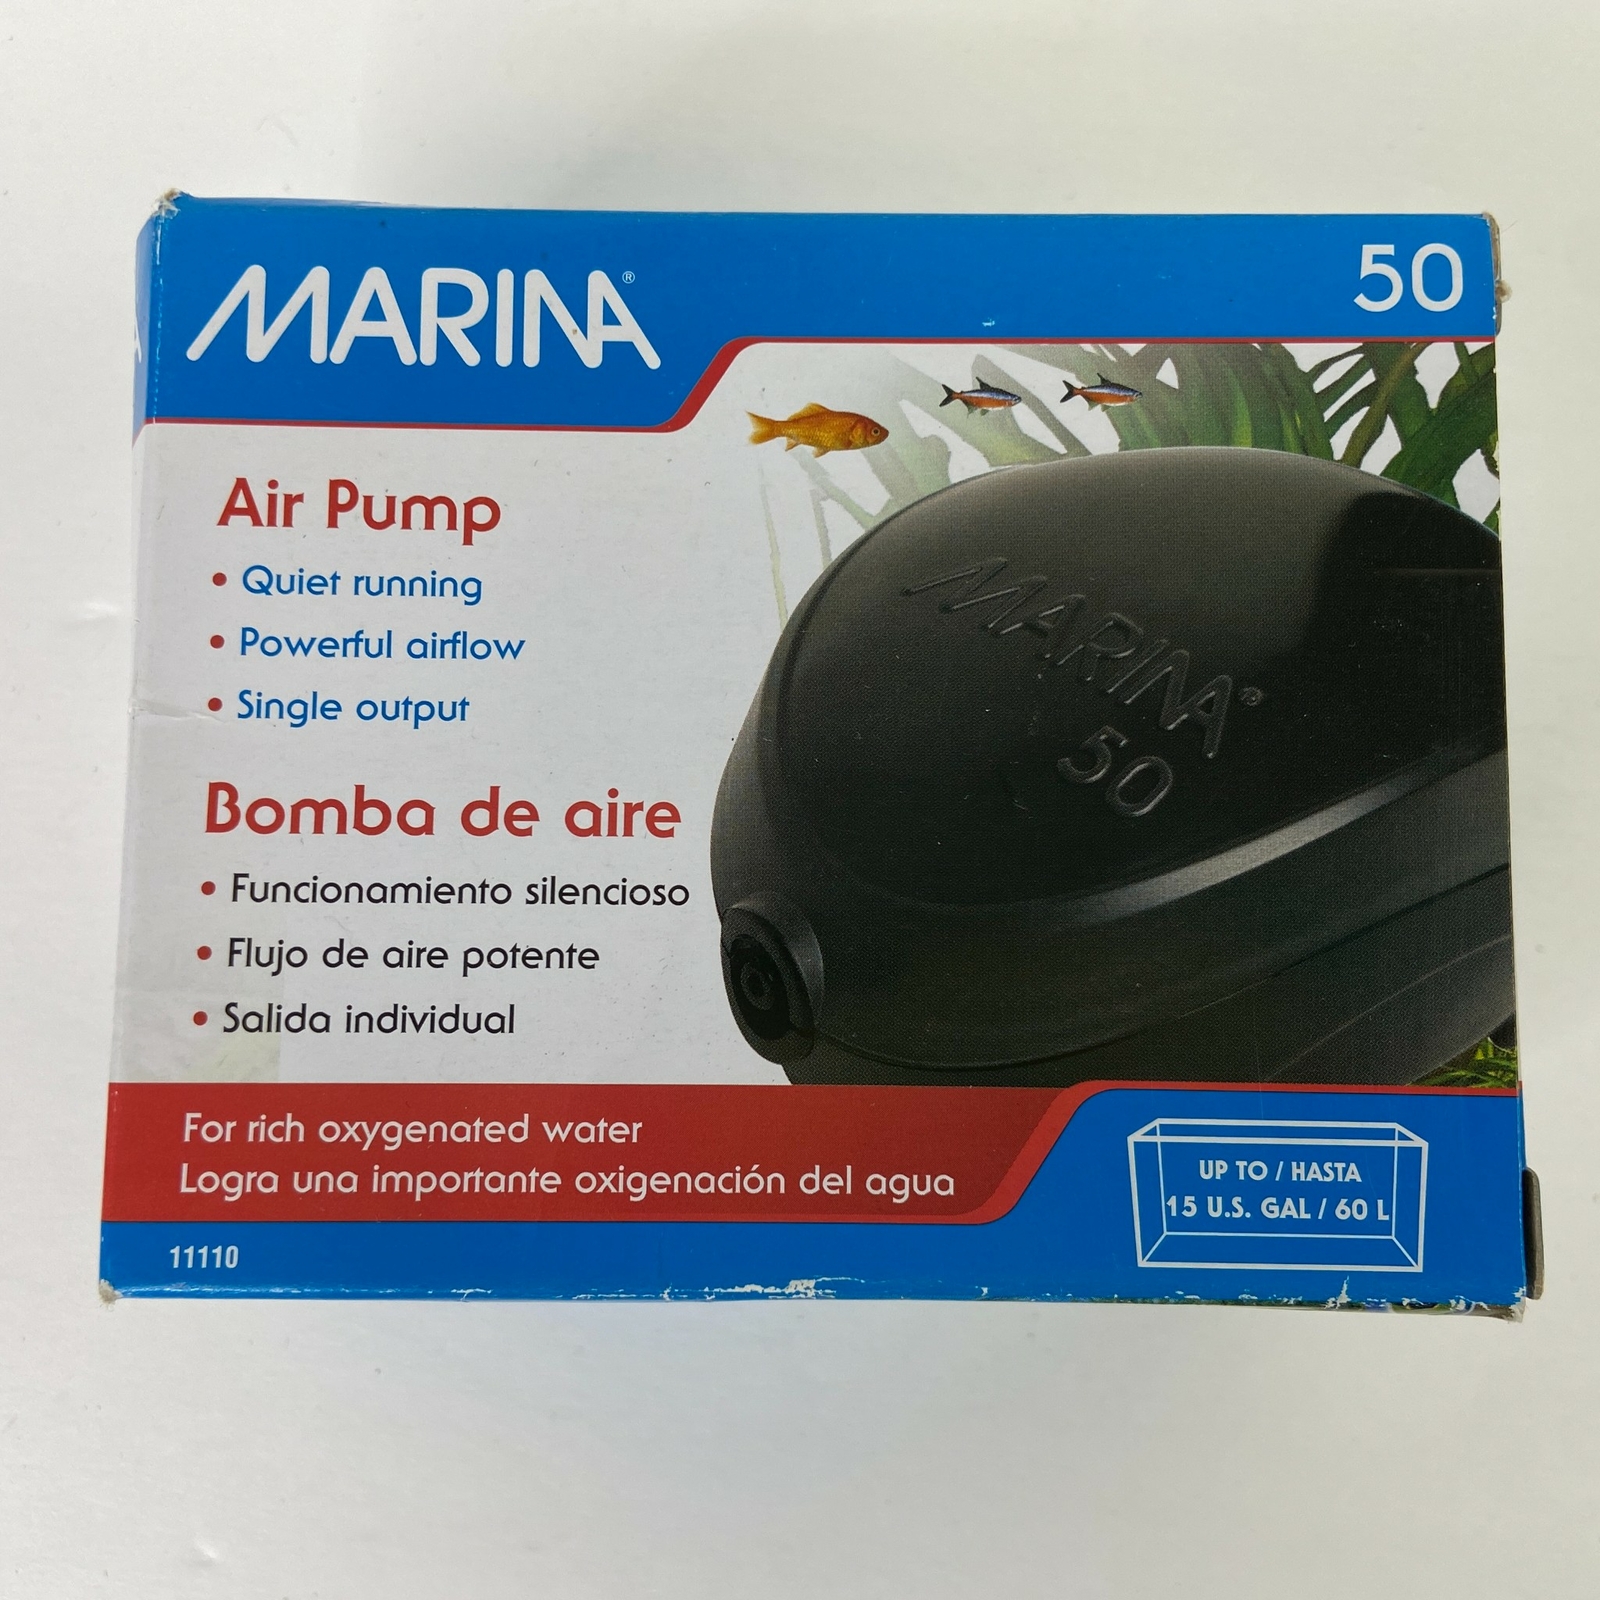 MARINA®
50
Air Pump
• Quiet running
• Powerful airflow
• Single output
MARINA®
50
Bomba de aire
• Funcionamiento silencioso
• Flujo de aire potente
• Salida individual
For rich oxygenated water
Logra una importante oxigenación del agua
UP TO / HASTA
15 U.S. GAL / 60 L
11110